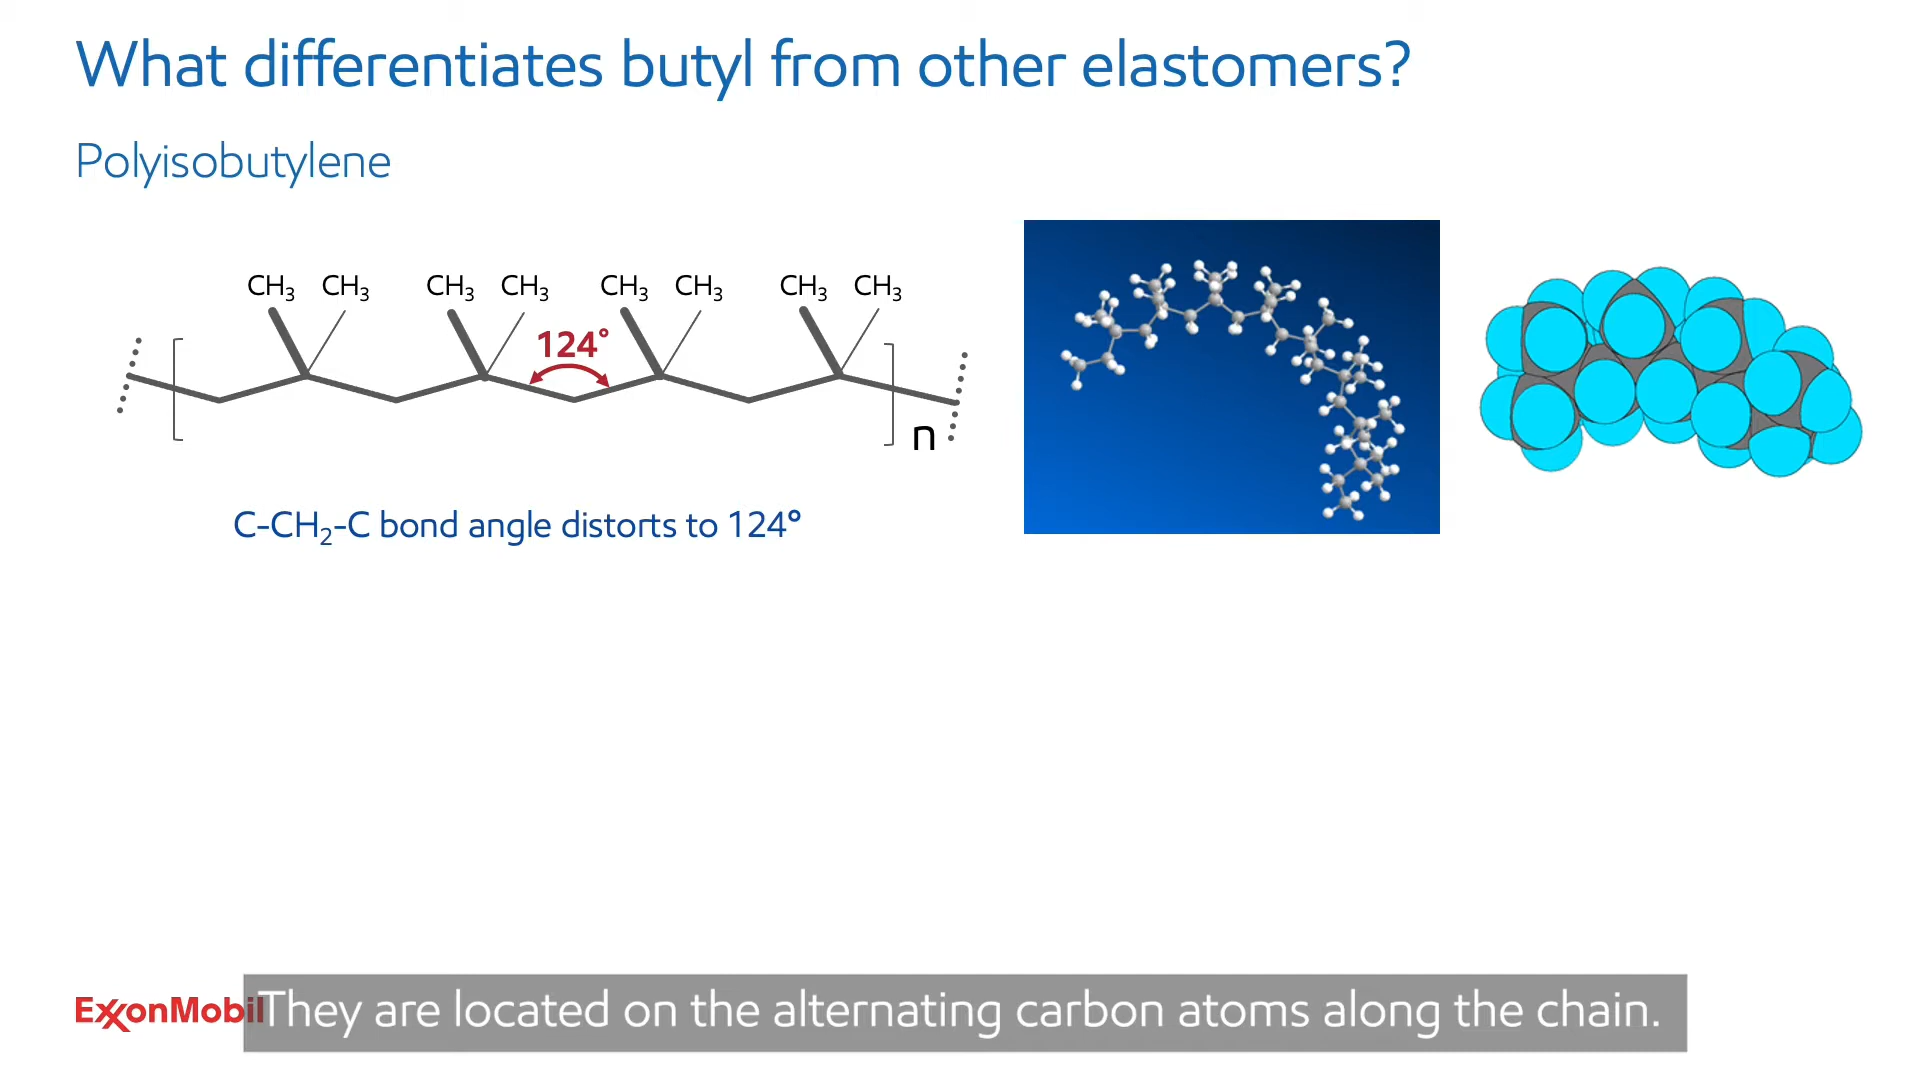 What differentiates butyl from other elastomers?
Polyisobutylene
CH₃ CH₃ CH₃ CH₃ CH₃ CH₃ CH₃ CH₃
124°
n
C-CH₂-C bond angle distorts to 124°
ExxonMobil
They are located on the alternating carbon atoms along the chain.